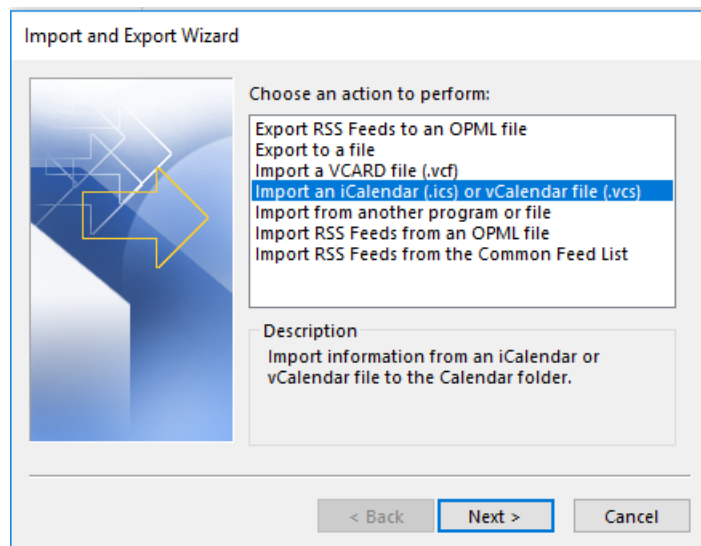 Import and Export Wizard
Choose an action to perform:
Export RSS Feeds to an OPML file
Export to a file
Import a VCARD file (.vcf)
Import an iCalendar (.ics) or vCalendar file (.vcs)
Import from another program or file
Import RSS Feeds from an OPML file
Import RSS Feeds from the Common Feed List
Description
Import information from an iCalendar or
vCalendar file to the Calendar folder.
< Back Next > Cancel